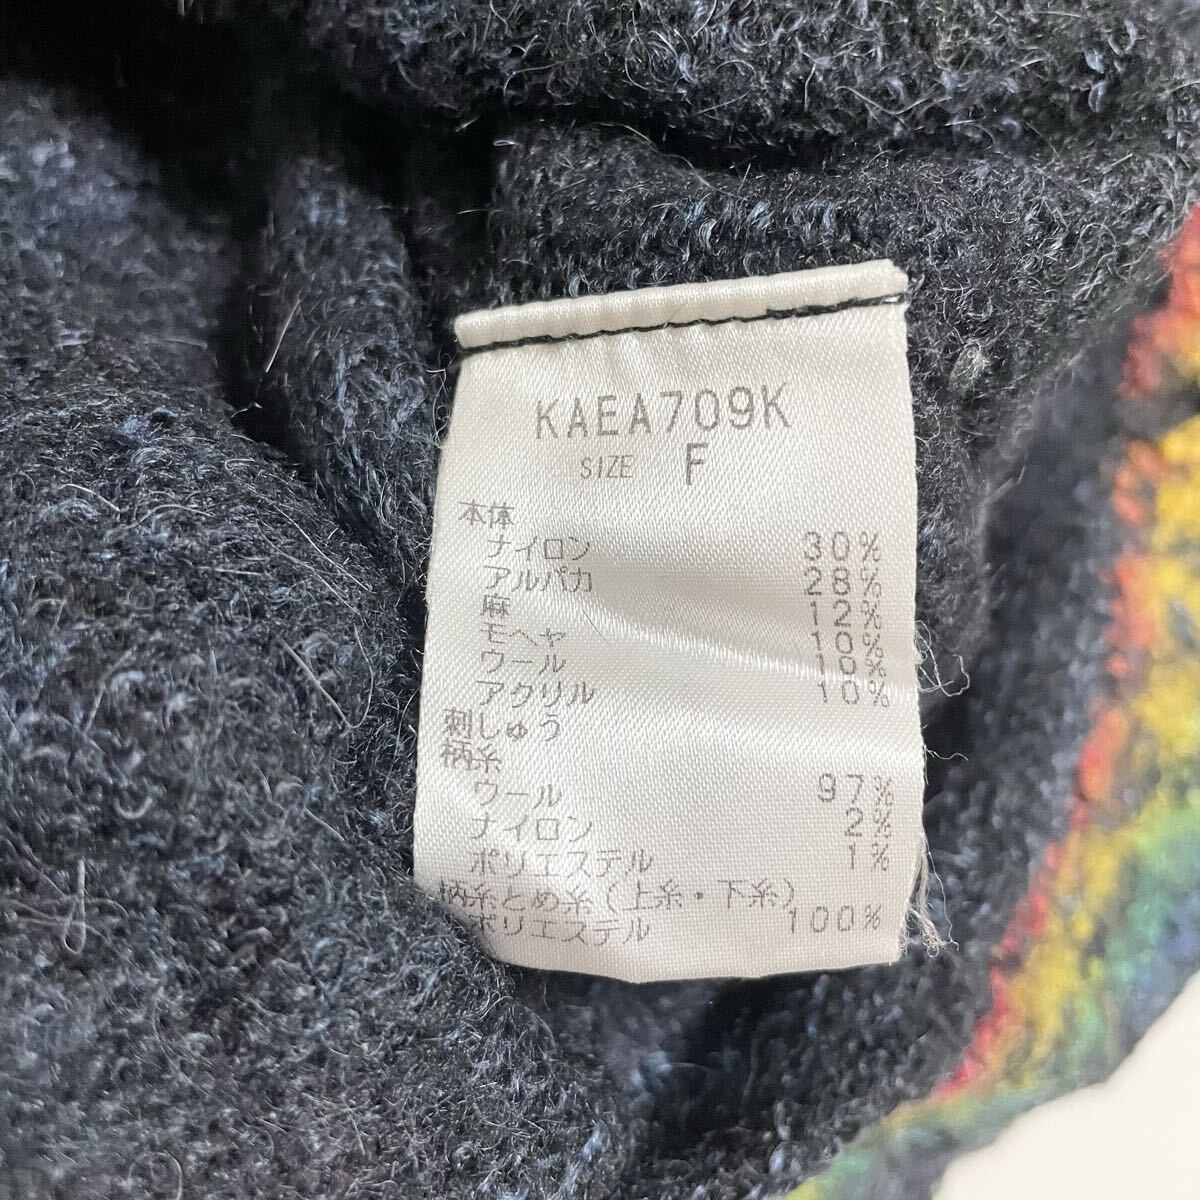 KAEA709K
SIZE F
本体
ナイロン 30%
アルパカ 28%
麻 12%
モヘヤ 10%
ウール 10%
アクリル 10%
刺しゅう
柄糸
ウール 97%
ナイロン 2%
ポリエステル 1%
柄糸とめ糸(上糸・下糸)
ポリエステル 100%